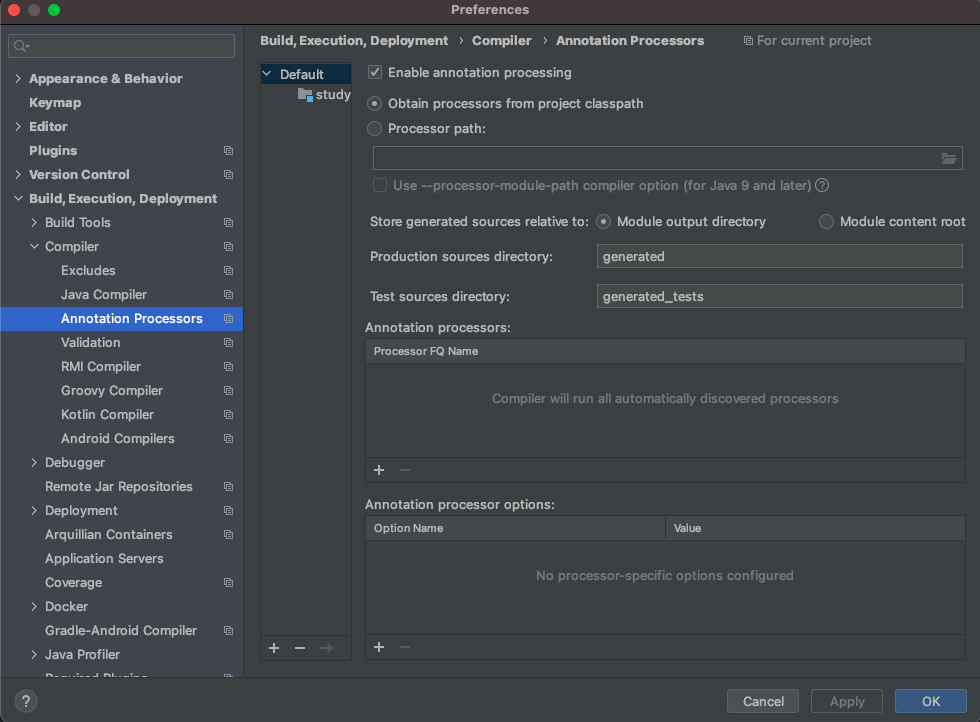 Preferences
Build, Execution, Deployment › Compiler › Annotation Processors For current project
Appearance & Behavior
Keymap
Editor
Plugins
Version Control
Build, Execution, Deployment
Build Tools
Compiler
Excludes
Java Compiler
Annotation Processors
Validation
RMI Compiler
Groovy Compiler
Kotlin Compiler
Android Compilers
Debugger
Remote Jar Repositories
Deployment
Arquillian Containers
Application Servers
Coverage
Docker
Gradle-Android Compiler
Java Profiler
Required Plugins
Default
study
Enable annotation processing
Obtain processors from project classpath
Processor path:
Use --processor-module-path compiler option (for Java 9 and later) ?
Store generated sources relative to: Module output directory Module content root
Production sources directory: generated
Test sources directory: generated_tests
Annotation processors:
Processor FQ Name
Compiler will run all automatically discovered processors
+ −
Annotation processor options:
Option Name Value
No processor-specific options configured
+ − →
+ −
? Cancel Apply OK